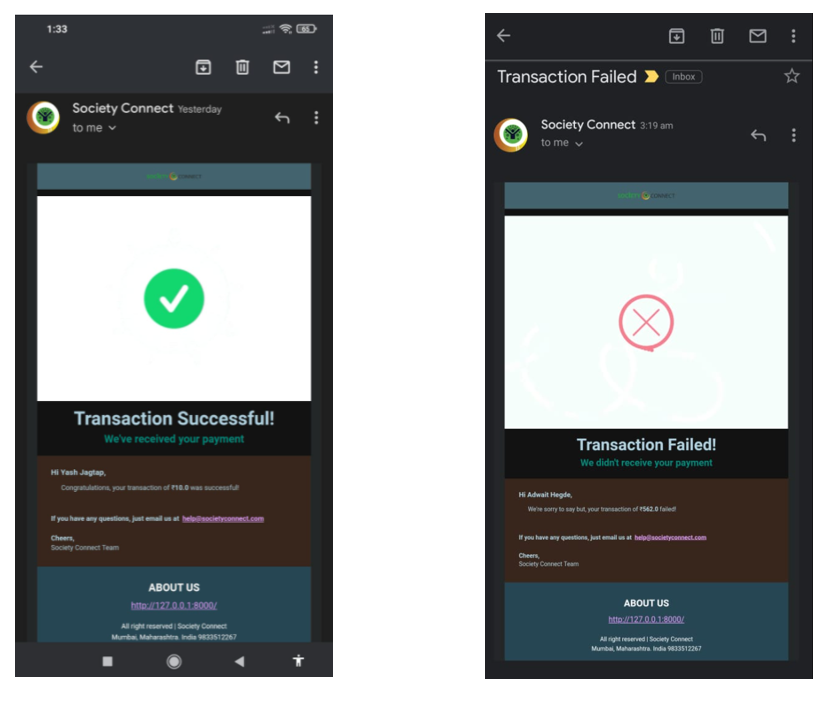 1:33
65
Society Connect Yesterday
to me
SOCIETY CONNECT
Transaction Successful!
We've received your payment
Hi Yash Jagtap,
Congratulations, your transaction of ₹10.0 was successful!
If you have any questions, just email us at help@societyconnect.com
Cheers,
Society Connect Team
ABOUT US
http://127.0.0.1:8000/
All right reserved | Society Connect
Mumbai, Maharashtra. India 9833512267
Transaction Failed Inbox
Society Connect 3:19 am
to me
SOCIETY CONNECT
Transaction Failed!
We didn't receive your payment
Hi Adwait Hegde,
We're sorry to say but, your transaction of ₹562.0 failed!
If you have any questions, just email us at help@societyconnect.com
Cheers,
Society Connect Team
ABOUT US
http://127.0.0.1:8000/
All right reserved | Society Connect
Mumbai, Maharashtra. India 9833512267